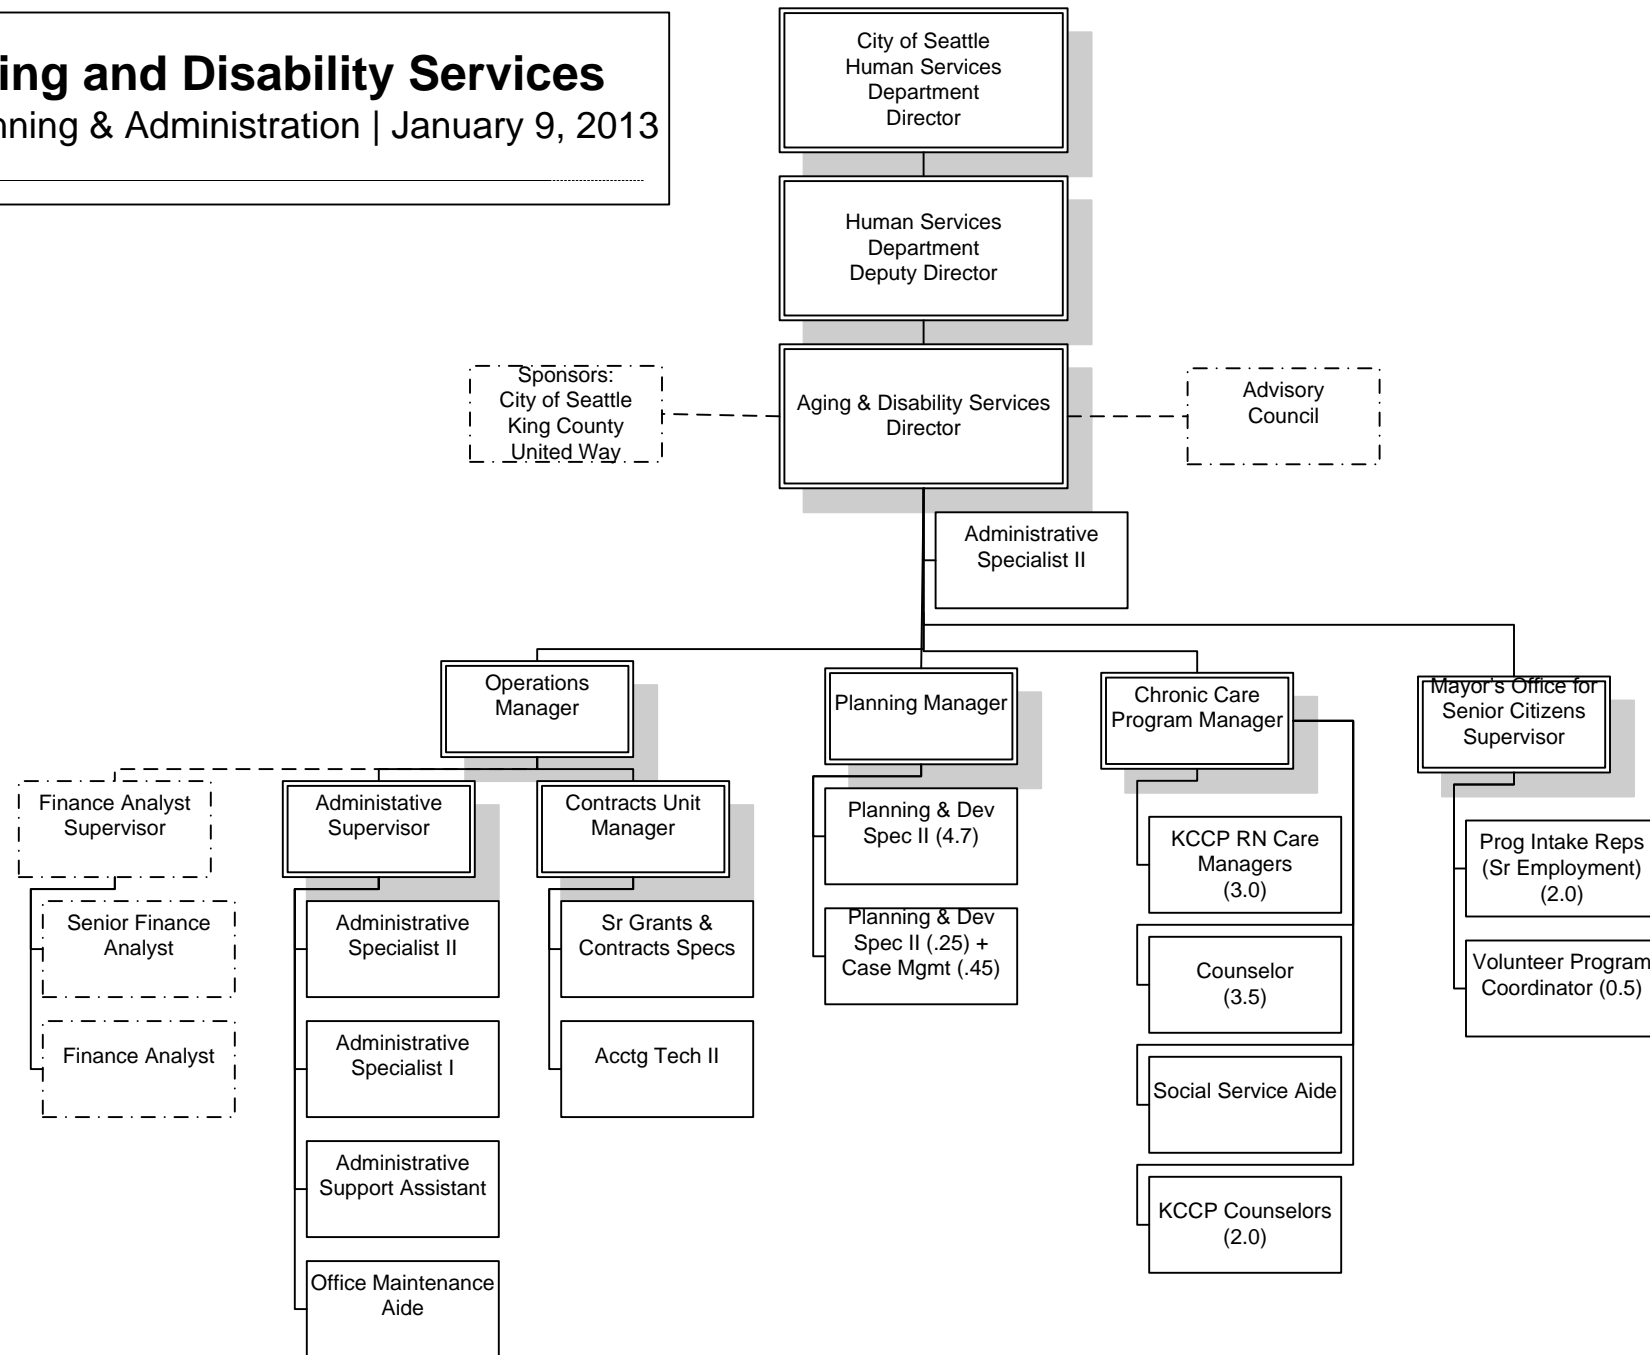 ing and Disability Services
nning & Administration | January 9, 2013
City of Seattle
Human Services
Department
Director
Human Services
Department
Deputy Director
Sponsors:
City of Seattle
King County
United Way
Aging & Disability Services
Director
Advisory
Council
Administrative
Specialist II
Operations
Manager
Planning Manager
Chronic Care
Program Manager
Mayor's Office for
Senior Citizens
Supervisor
Finance Analyst
Supervisor
Administative
Supervisor
Contracts Unit
Manager
Senior Finance
Analyst
Finance Analyst
Administrative
Specialist II
Administrative
Specialist I
Administrative
Support Assistant
Office Maintenance
Aide
Sr Grants &
Contracts Specs
Acctg Tech II
Planning & Dev
Spec II (4.7)
Planning & Dev
Spec II (.25) +
Case Mgmt (.45)
KCCP RN Care
Managers
(3.0)
Counselor
(3.5)
Social Service Aide
KCCP Counselors
(2.0)
Prog Intake Reps
(Sr Employment)
(2.0)
Volunteer Program
Coordinator (0.5)